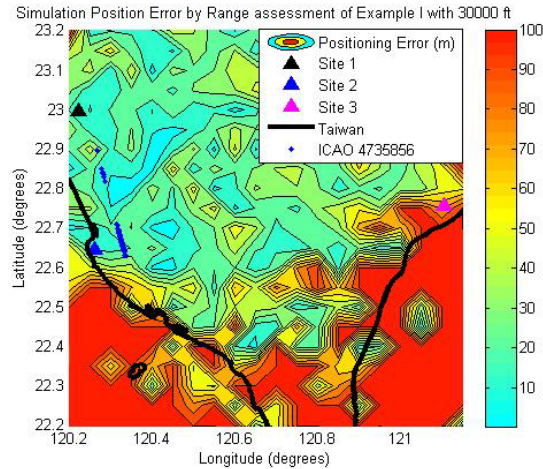 Simulation Position Error by Range assessment of Example I with 30000 ft
23.2
23.1
23
22.9
22.8
22.7
22.6
22.5
22.4
22.3
22.2
Latitude (degrees)
120.2
120.4
120.6
120.8
121
Longitude (degrees)
Positioning Error (m)
Site 1
Site 2
Site 3
Taiwan
ICAO 4735856
100
90
80
70
60
50
40
30
20
10